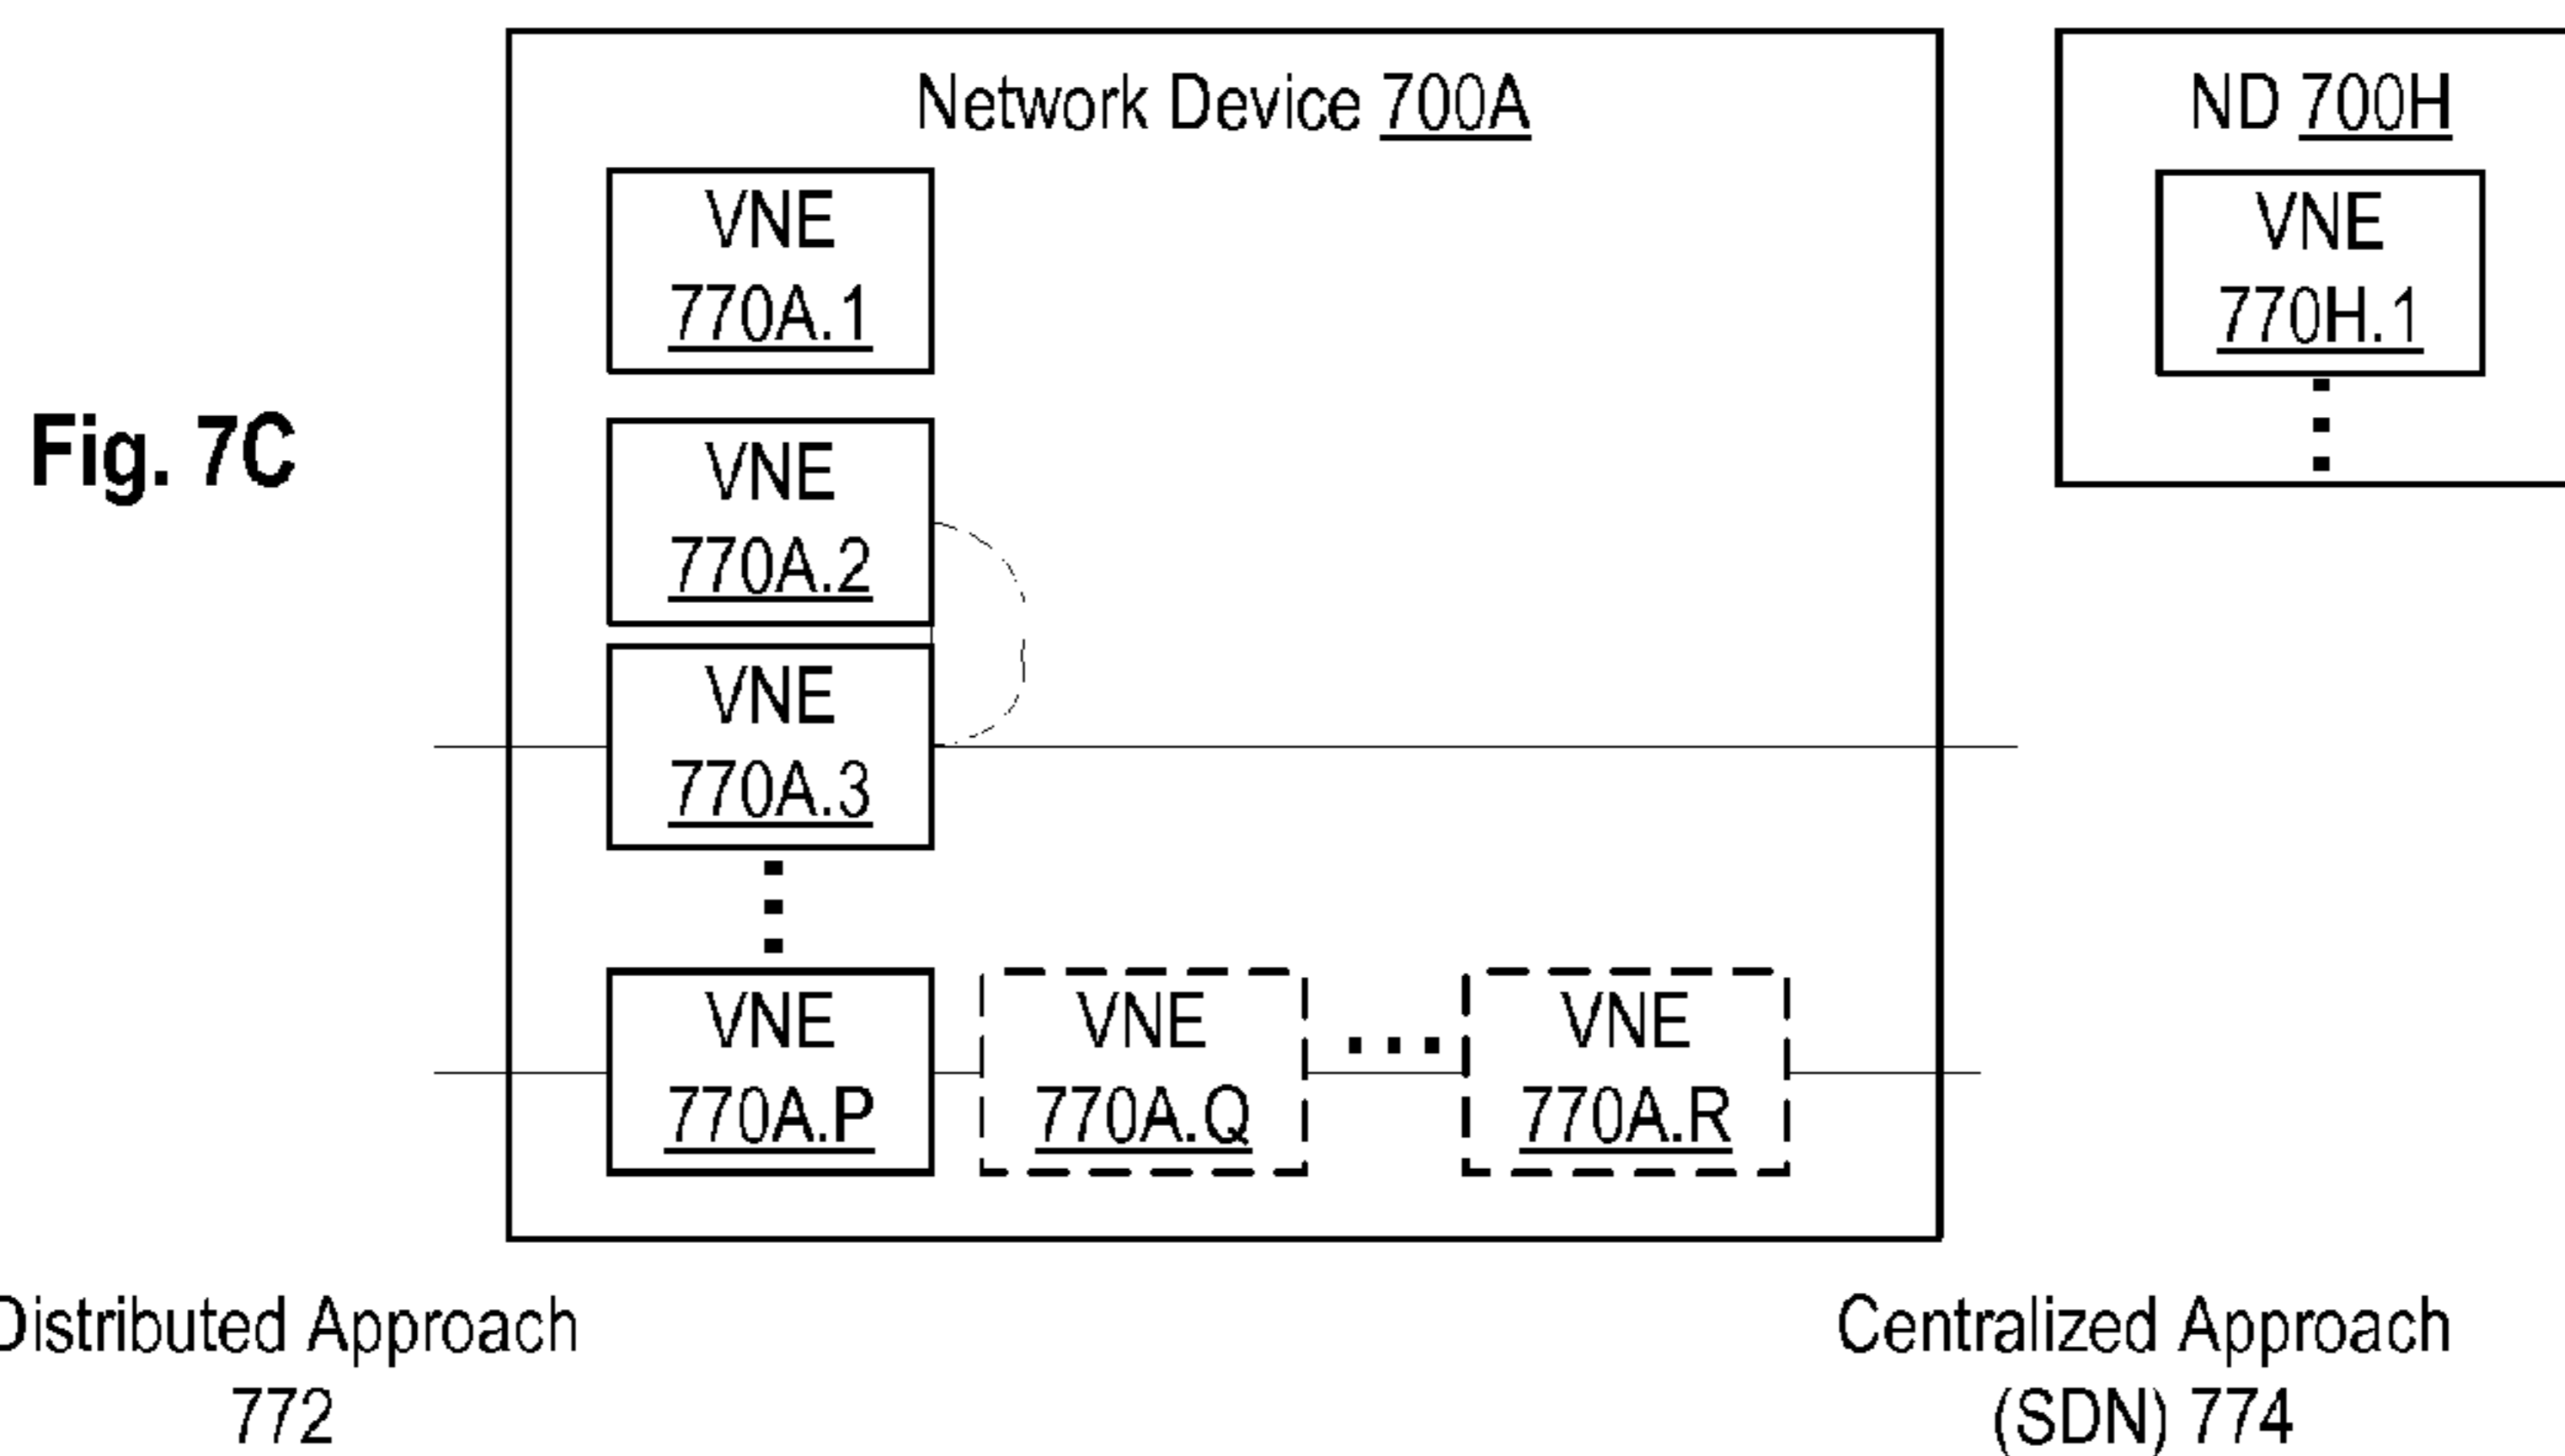 Network Device 700A
VNE
770A.1
VNE
770A.2
VNE
770A.3
VNE
770A.P
VNE
770A.Q
VNE
770A.R
ND 700H
VNE
770H.1
Fig. 7C
Distributed Approach
772
Centralized Approach
(SDN) 774